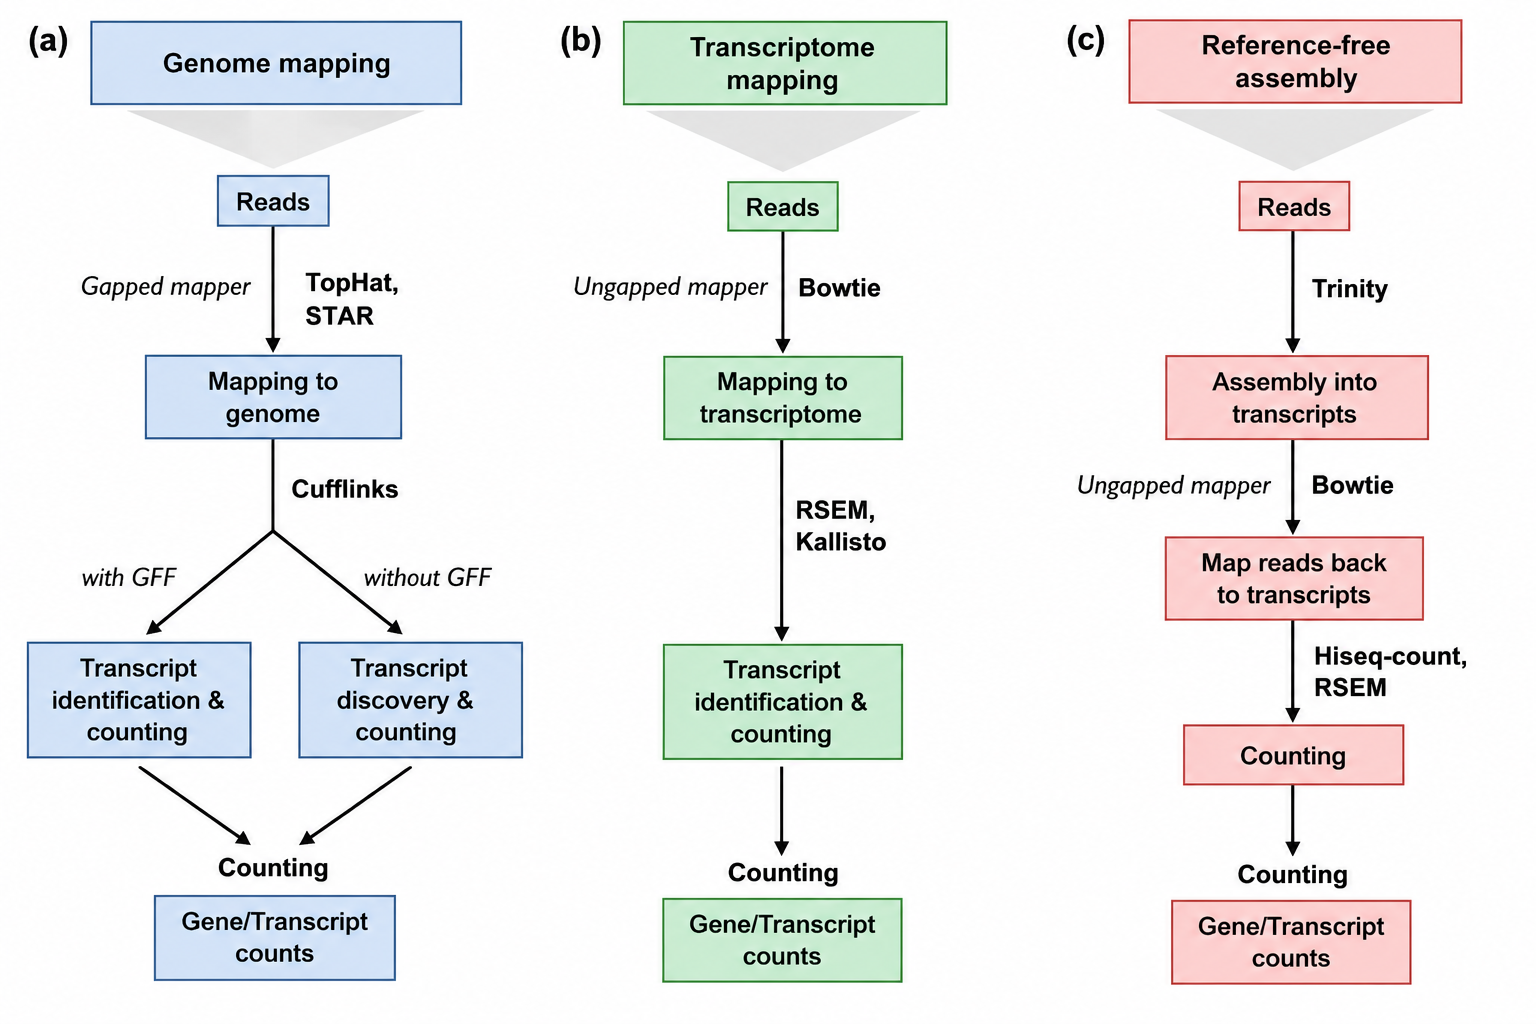 (a)
Genome mapping
Reads
Gapped mapper
TopHat,
STAR
Mapping to
genome
Cufflinks
with GFF
without GFF
Transcript
identification &
counting
Transcript
discovery &
counting
Counting
Gene/Transcript
counts
(b)
Transcriptome
mapping
Reads
Ungapped mapper
Bowtie
Mapping to
transcriptome
RSEM,
Kallisto
Transcript
identification &
counting
Counting
Gene/Transcript
counts
(c)
Reference-free
assembly
Reads
Trinity
Assembly into
transcripts
Ungapped mapper
Bowtie
Map reads back
to transcripts
Hiseq-count,
RSEM
Counting
Counting
Gene/Transcript
counts